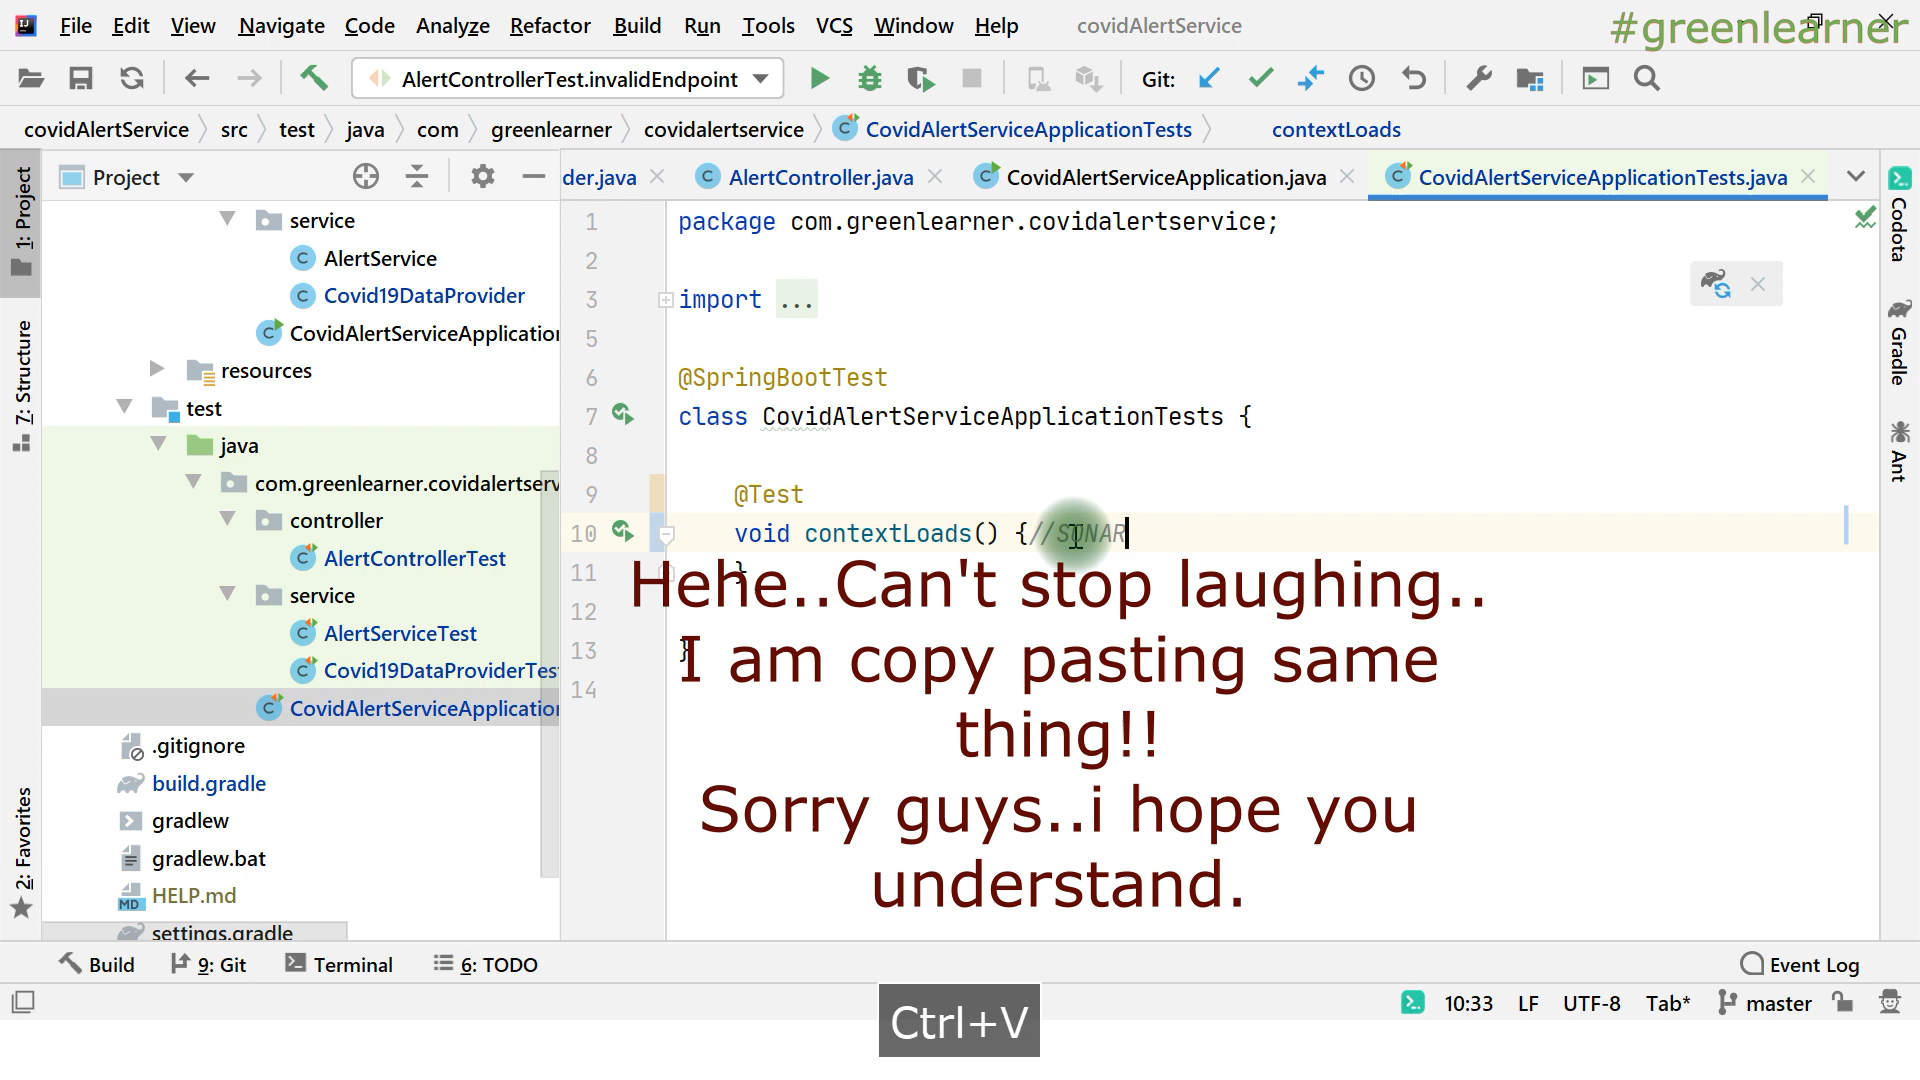 File Edit View Navigate Code Analyze Refactor Build Run Tools VCS Window Help covidAlertService
#greenlearner
AlertControllerTest.invalidEndpoint Git:
covidAlertService src test java com greenlearner covidalertservice CovidAlertServiceApplicationTests contextLoads
1: Project
7: Structure
2: Favorites
Project
service
AlertService
Covid19DataProvider
CovidAlertServiceApplication
resources
test
java
com.greenlearner.covidalertserv
controller
AlertControllerTest
service
AlertServiceTest
Covid19DataProviderTes
CovidAlertServiceApplication
.gitignore
build.gradle
gradlew
gradlew.bat
HELP.md
settings.gradle
der.java AlertController.java CovidAlertServiceApplication.java CovidAlertServiceApplicationTests.java
1 package com.greenlearner.covidalertservice;
2
3 import ...
5
6 @SpringBootTest
7 class CovidAlertServiceApplicationTests {
8
9 @Test
10 void contextLoads() {//SONAR
11 }
12
13 }
14
Hehe..Can't stop laughing..
I am copy pasting same
thing!!
Sorry guys..i hope you
understand.
Codota
Gradle
Ant
Build 9: Git Terminal 6: TODO Event Log
10:33 LF UTF-8 Tab* master
Ctrl+V